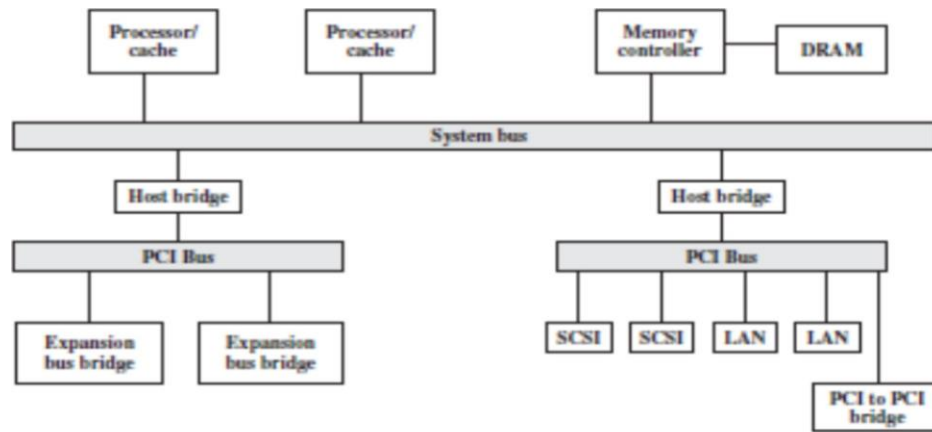 Processor/
cache
Processor/
cache
Memory
controller
DRAM
System bus
Host bridge
Host bridge
PCI Bus
PCI Bus
Expansion
bus bridge
Expansion
bus bridge
SCSI
SCSI
LAN
LAN
PCI to PCI
bridge